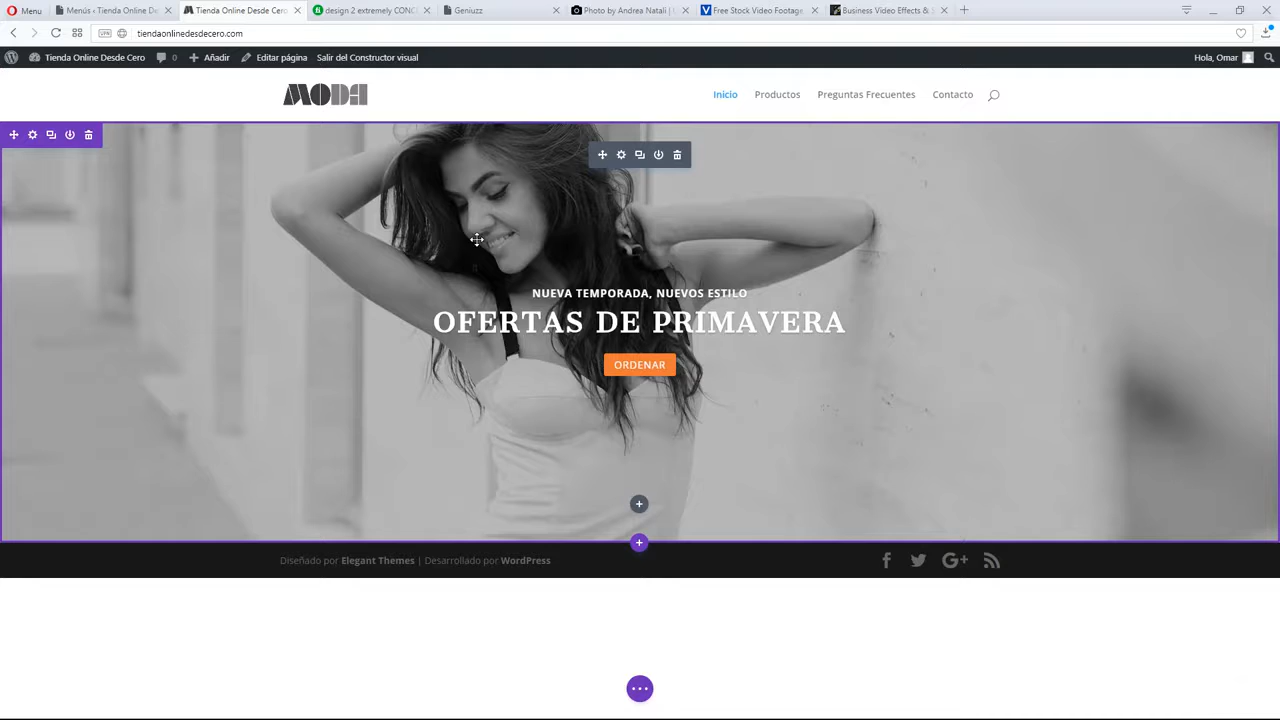 Menu
Menús ‹ Tienda Online De
Tienda Online Desde Cero
design 2 extremely CONC
Geniuzz
Photo by Andrea Natali | U
Free Stock Video Footage
Business Video Effects & S
VPN
tiendaonlinedesdecero.com
Tienda Online Desde Cero
0
Añadir
Editar página
Salir del Constructor visual
Hola, Omar
MODA
Inicio
Productos
Preguntas Frecuentes
Contacto
NUEVA TEMPORADA, NUEVOS ESTILO
OFERTAS DE PRIMAVERA
ORDENAR
Diseñado por Elegant Themes | Desarrollado por WordPress